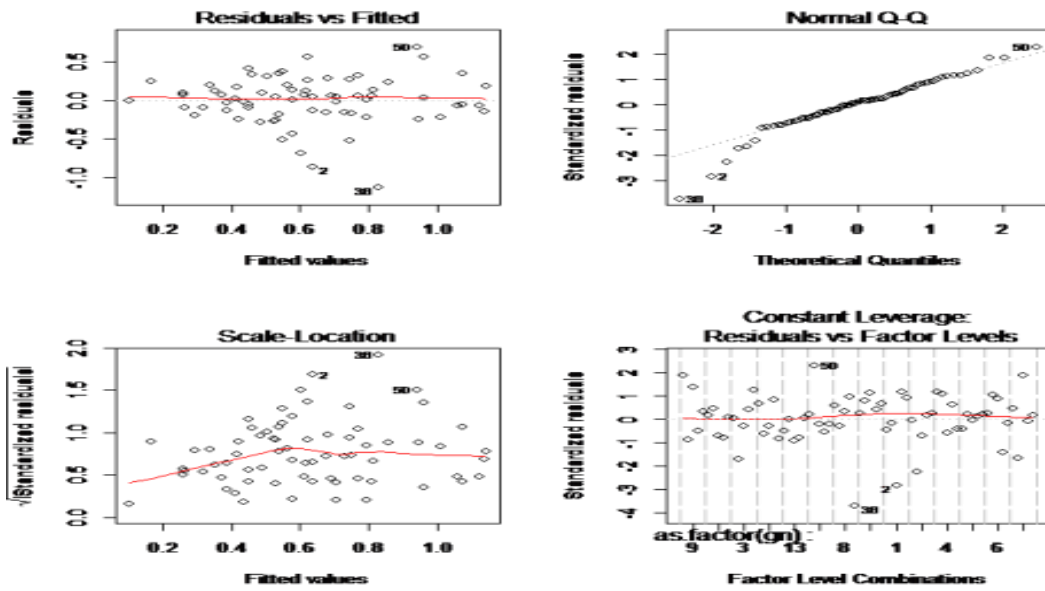 Residuals vs Fitted
Residuals
0.5
0.0
-0.5
-1.0
50
2
38
0.2 0.4 0.6 0.8 1.0
Fitted values
Normal Q-Q
Standardized residuals
2
1
0
-1
-2
-3
50
2
38
-2 -1 0 1 2
Theoretical Quantiles
Scale-Location
√|Standardized residuals|
2.0
1.5
1.0
0.5
0.0
38
2
50
0.2 0.4 0.6 0.8 1.0
Fitted values
Constant Leverage:
Residuals vs Factor Levels
Standardized residuals
3
2
1
0
-1
-2
-3
-4
50
2
38
as.factor(gn) :
9 3 13 8 1 4 6
Factor Level Combinations